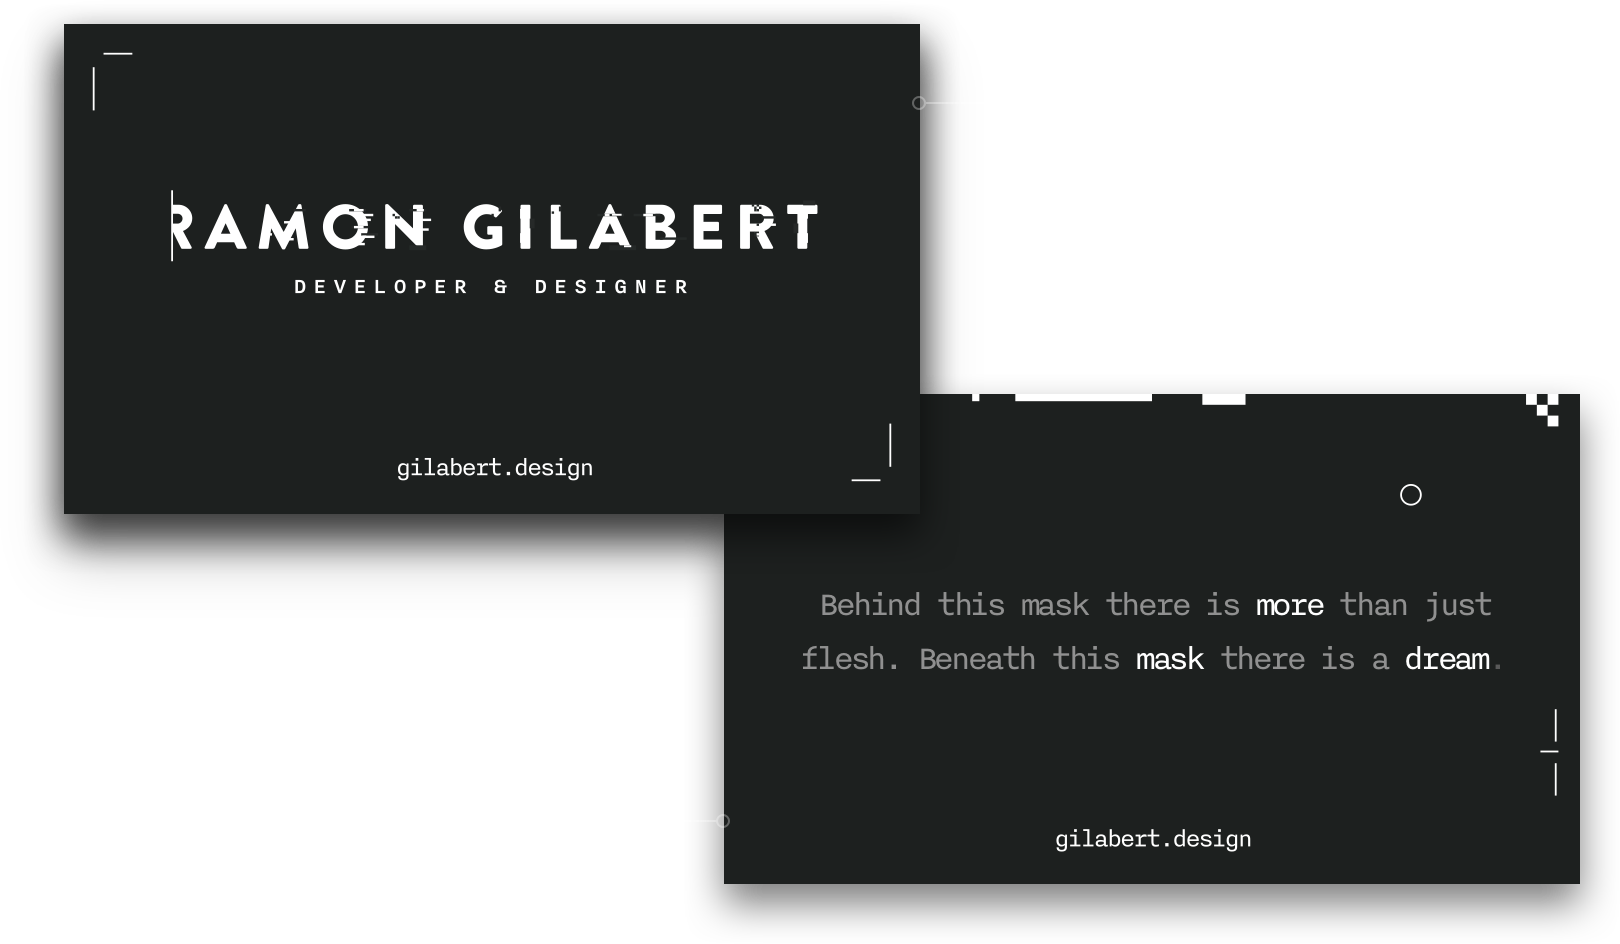 RAMON GILABERT
DEVELOPER & DESIGNER
gilabert.design
Behind this mask there is more than just
flesh. Beneath this mask there is a dream.
gilabert.design